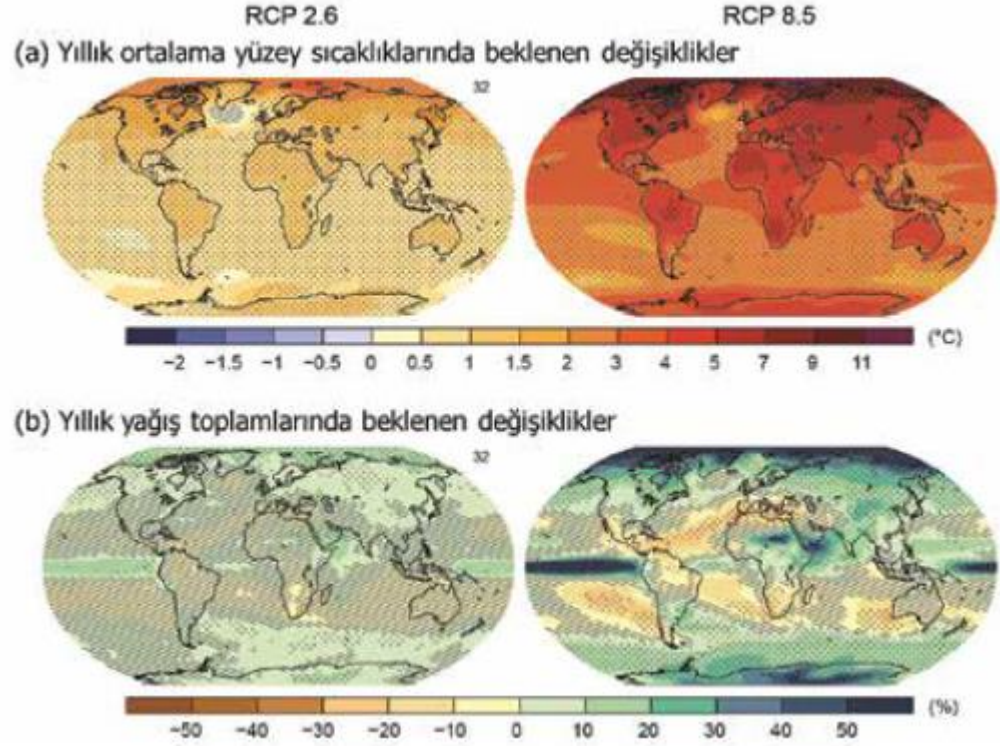 RCP 2.6 RCP 8.5
(a) Yıllık ortalama yüzey sıcaklıklarında beklenen değişiklikler
32
−2 −1.5 −1 −0.5 0 0.5 1 1.5 2 3 4 5 7 9 11 (°C)
(b) Yıllık yağış toplamlarında beklenen değişiklikler
32
−50 −40 −30 −20 −10 0 10 20 30 40 50 (%)